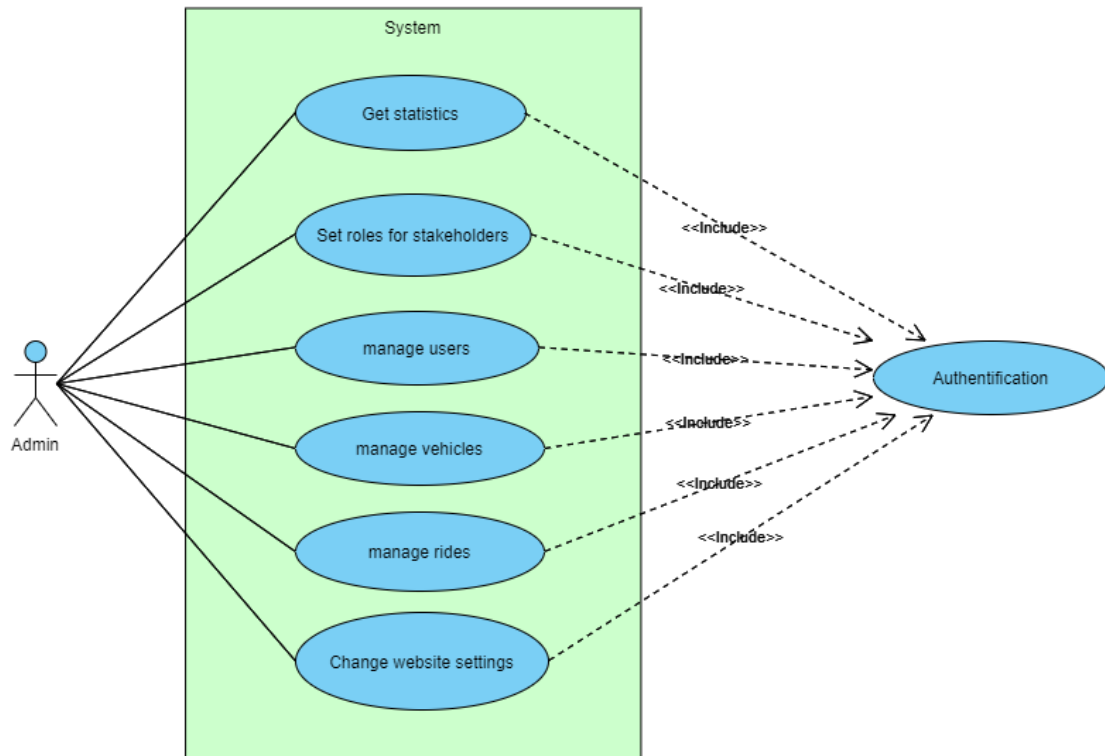 System
Get statistics
<<Include>>
Set roles for stakeholders
<<Include>>
manage users
<<Include>>
Authentification
Admin
manage vehicles
<<Include>>
<<Include>>
manage rides
<<Include>>
Change website settings